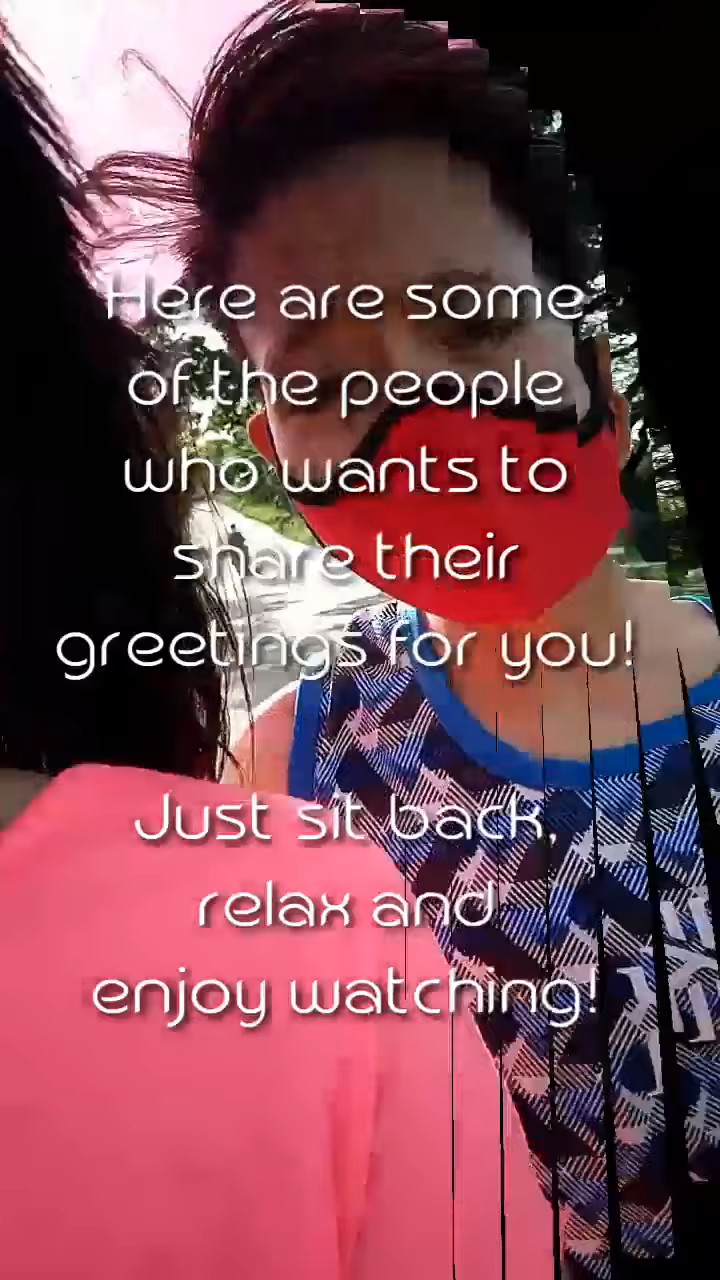 Here are some
of the people
who wants to
share their
greetings for you!
Just sit back,
relax and
enjoy watching!